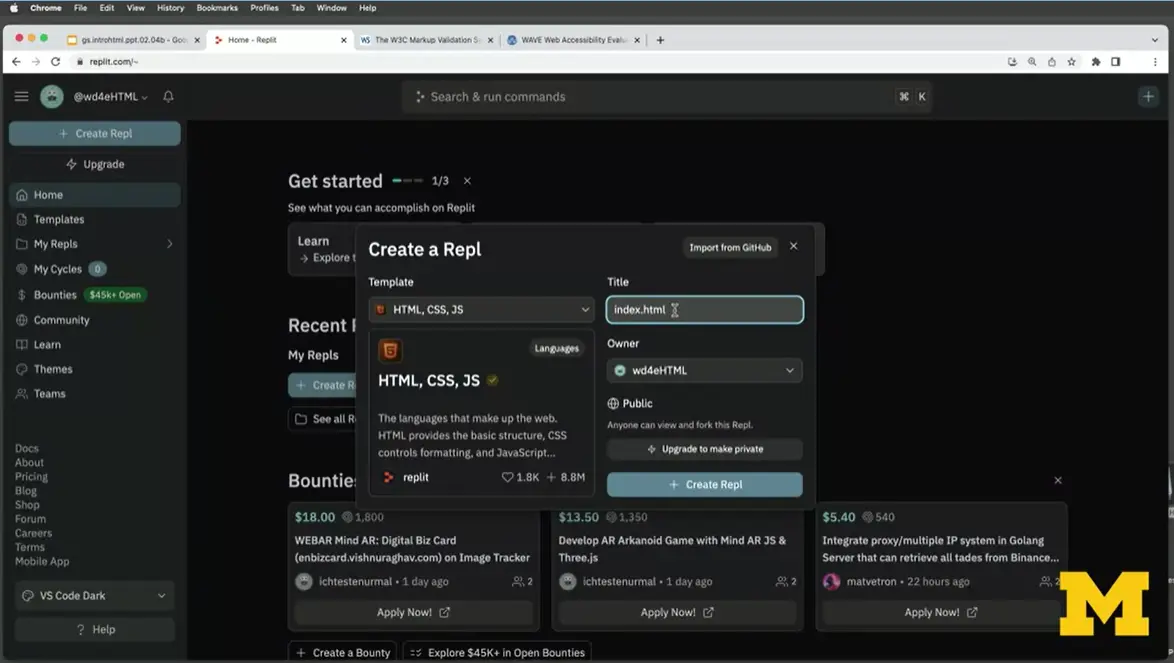 Chrome File Edit View History Bookmarks Profiles Tab Window Help
gs.introhtml.ppt.02.04b - Goo
Home - Replit
The W3C Markup Validation S
WAVE Web Accessibility Evalu
replit.com/~
@wd4eHTML
Search & run commands
⌘ K
+ Create Repl
Upgrade
Home
Templates
My Repls
My Cycles 0
Bounties $45k+ Open
Community
Learn
Themes
Teams
Docs
About
Pricing
Blog
Shop
Forum
Careers
Terms
Mobile App
VS Code Dark
? Help
Get started 1/3
See what you can accomplish on Replit
Learn
→ Explore t
Recent
My Repls
+ Create R
See all R
Create a Repl
Import from GitHub
Template
HTML, CSS, JS
Languages
HTML, CSS, JS
The languages that make up the web.
HTML provides the basic structure, CSS
controls formatting, and JavaScript...
replit
1.8K + 8.8M
Title
index.html
Owner
wd4eHTML
Public
Anyone can view and fork this Repl.
Upgrade to make private
+ Create Repl
Bounties
$18.00 1,800
WEBAR Mind AR: Digital Biz Card
(enbizcard.vishnuraghav.com) on Image Tracker
ichtestenurmal • 1 day ago 2
Apply Now!
$13.50 1,350
Develop AR Arkanoid Game with Mind AR JS &
Three.js
ichtestenurmal • 1 day ago 2
Apply Now!
$5.40 540
Integrate proxy/multiple IP system in Golang
Server that can retrieve all tades from Binance...
matvetron • 22 hours ago 2
Apply Now!
+ Create a Bounty
Explore $45K+ in Open Bounties
M